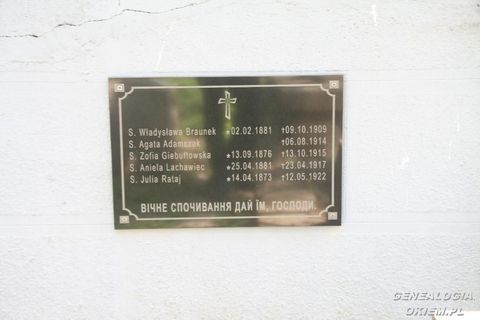 S. Władysława Braunek *02.02.1881 †09.10.1909
S. Agata Adamszak †06.08.1914
S. Zofia Giebułtowska *13.09.1876 †13.10.1915
S. Aniela Lachawiec *25.04.1881 †23.04.1917
S. Julia Rataj *14.04.1873 †12.05.1922
ВІЧНЕ СПОЧИВАННЯ ДАЙ ЇМ, ГОСПОДИ.
GENEALOGIA
OKIEM.PL